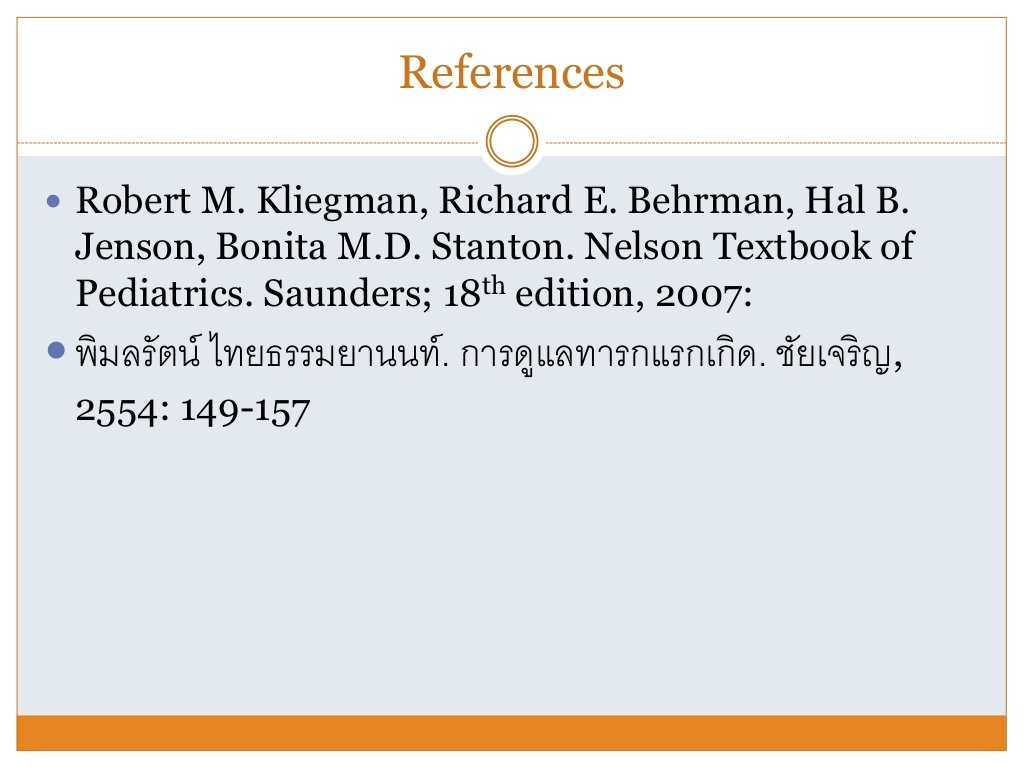 References
Robert M. Kliegman, Richard E. Behrman, Hal B.
Jenson, Bonita M.D. Stanton. Nelson Textbook of
Pediatrics. Saunders; 18th edition, 2007:
พิมลรัตน์ ไทยธรรมยานนท์. การดูแลทารกแรกเกิด. ชัยเจริญ,
2554: 149-157